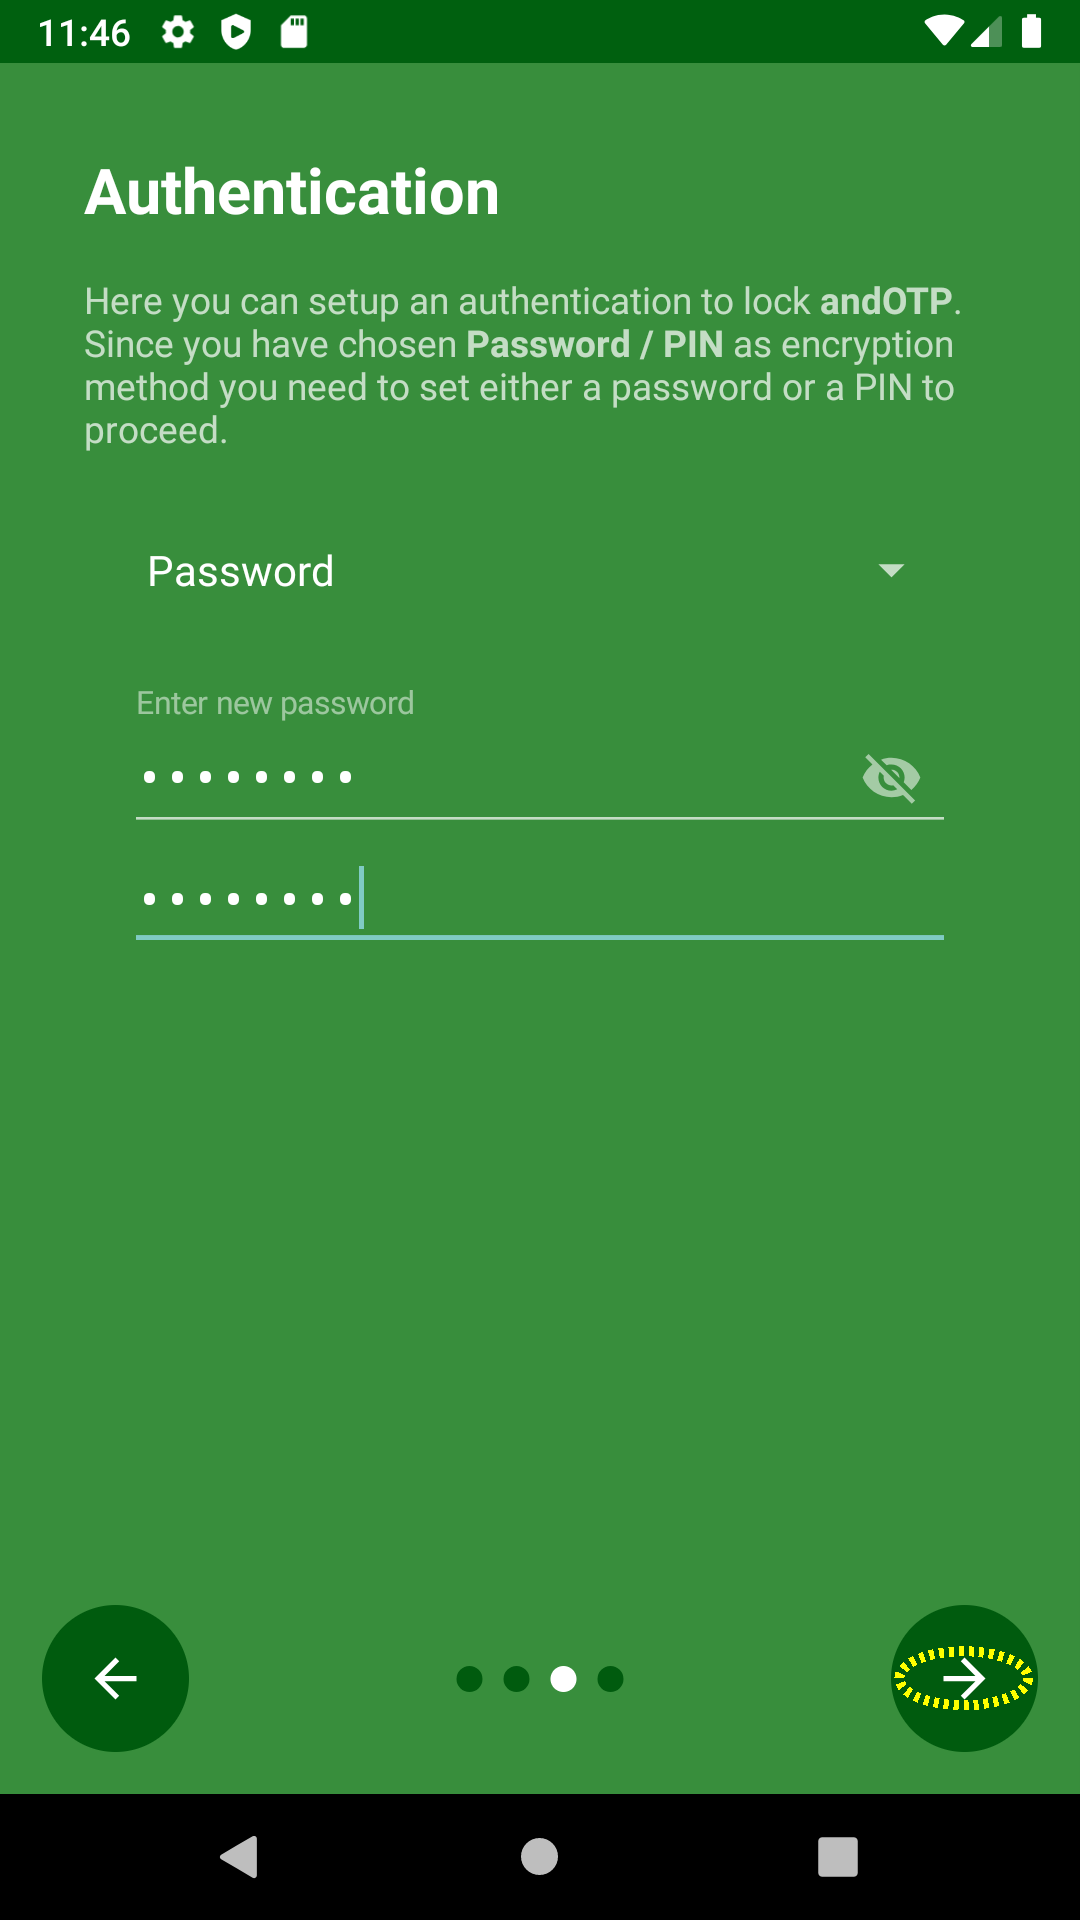 11:46
Authentication
Here you can setup an authentication to lock andOTP.
Since you have chosen Password / PIN as encryption
method you need to set either a password or a PIN to
proceed.
Password
Enter new password
••••••••
••••••••